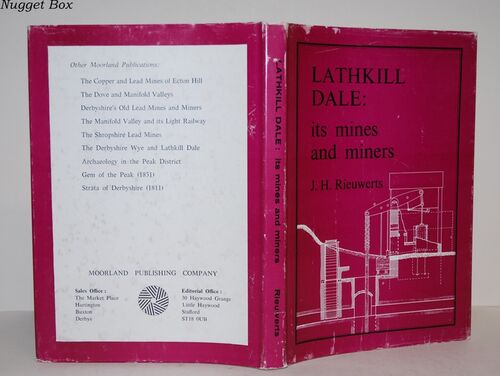 Nugget Box
Other Moorland Publications:
The Copper and Lead Mines of Ecton Hill
The Dove and Manifold Valleys
Derbyshire's Old Lead Mines and Miners
The Manifold Valley and its Light Railway
The Shropshire Lead Mines
The Derbyshire Wye and Lathkill Dale
Archaeology in the Peak District
Gem of the Peak (1851)
Strata of Derbyshire (1811)
MOORLAND PUBLISHING COMPANY
Sales Office:
The Market Place
Hartington
Buxton
Derbys
Editorial Office:
30 Haywood Grange
Little Haywood
Stafford
ST18 0UB
LATHKILL DALE: its mines and miners Rieuwerts
LATHKILL
DALE:
its mines
and miners
J. H. Rieuwerts